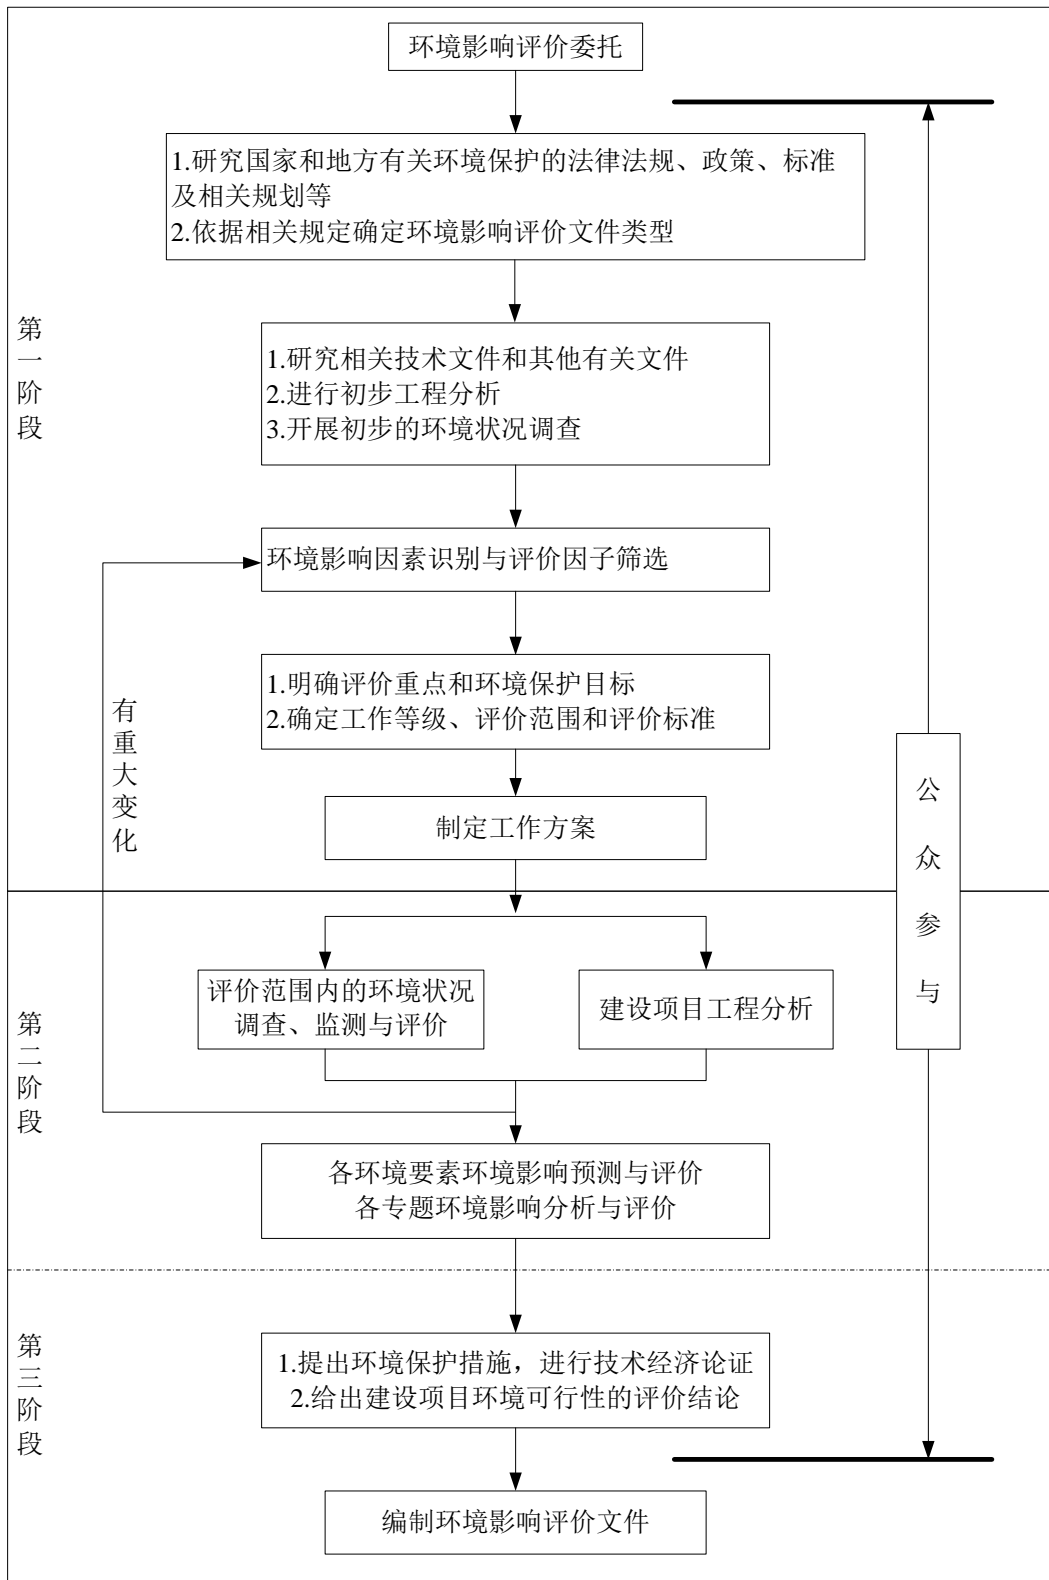 环境影响评价委托
1.研究国家和地方有关环境保护的法律法规、政策、标准
及相关规划等
2.依据相关规定确定环境影响评价文件类型
第一阶段
1.研究相关技术文件和其他有关文件
2.进行初步工程分析
3.开展初步的环境状况调查
环境影响因素识别与评价因子筛选
1.明确评价重点和环境保护目标
2.确定工作等级、评价范围和评价标准
有重大变化
制定工作方案
公众参与
评价范围内的环境状况
调查、监测与评价
建设项目工程分析
第二阶段
各环境要素环境影响预测与评价
各专题环境影响分析与评价
第三阶段
1.提出环境保护措施，进行技术经济论证
2.给出建设项目环境可行性的评价结论
编制环境影响评价文件